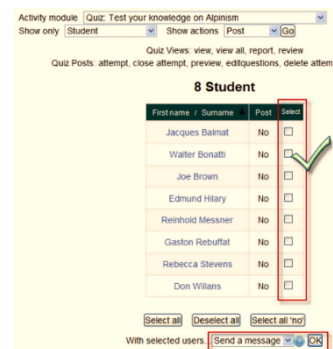 Activity module Quiz: Test your knowledge on Alpinism
Show only Student Show actions Post Go
Quiz Views: view, view all, report, review
Quiz Posts: attempt, close attempt, preview, editquestions, delete attem
8 Student
First name / Surname Post Select
Jacques Balmat No
Walter Bonatti No
Joe Brown No
Edmund Hilary No
Reinhold Messner No
Gaston Rebuffat No
Rebecca Stevens No
Don Willans No
Select all Deselect all Select all 'no'
With selected users.. Send a message OK